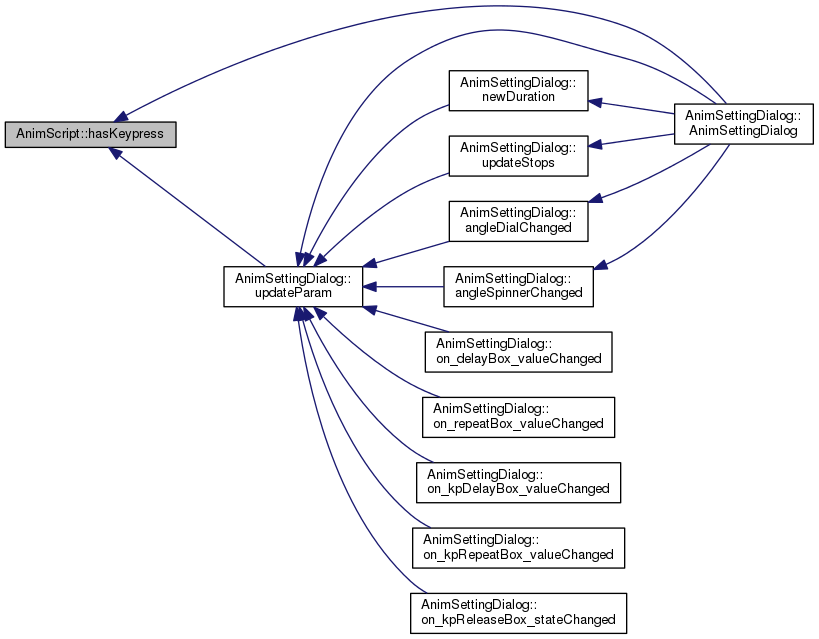 AnimScript::hasKeypress
AnimSettingDialog::
updateParam
AnimSettingDialog::
newDuration
AnimSettingDialog::
updateStops
AnimSettingDialog::
angleDialChanged
AnimSettingDialog::
angleSpinnerChanged
AnimSettingDialog::
on_delayBox_valueChanged
AnimSettingDialog::
on_repeatBox_valueChanged
AnimSettingDialog::
on_kpDelayBox_valueChanged
AnimSettingDialog::
on_kpRepeatBox_valueChanged
AnimSettingDialog::
on_kpReleaseBox_stateChanged
AnimSettingDialog::
AnimSettingDialog